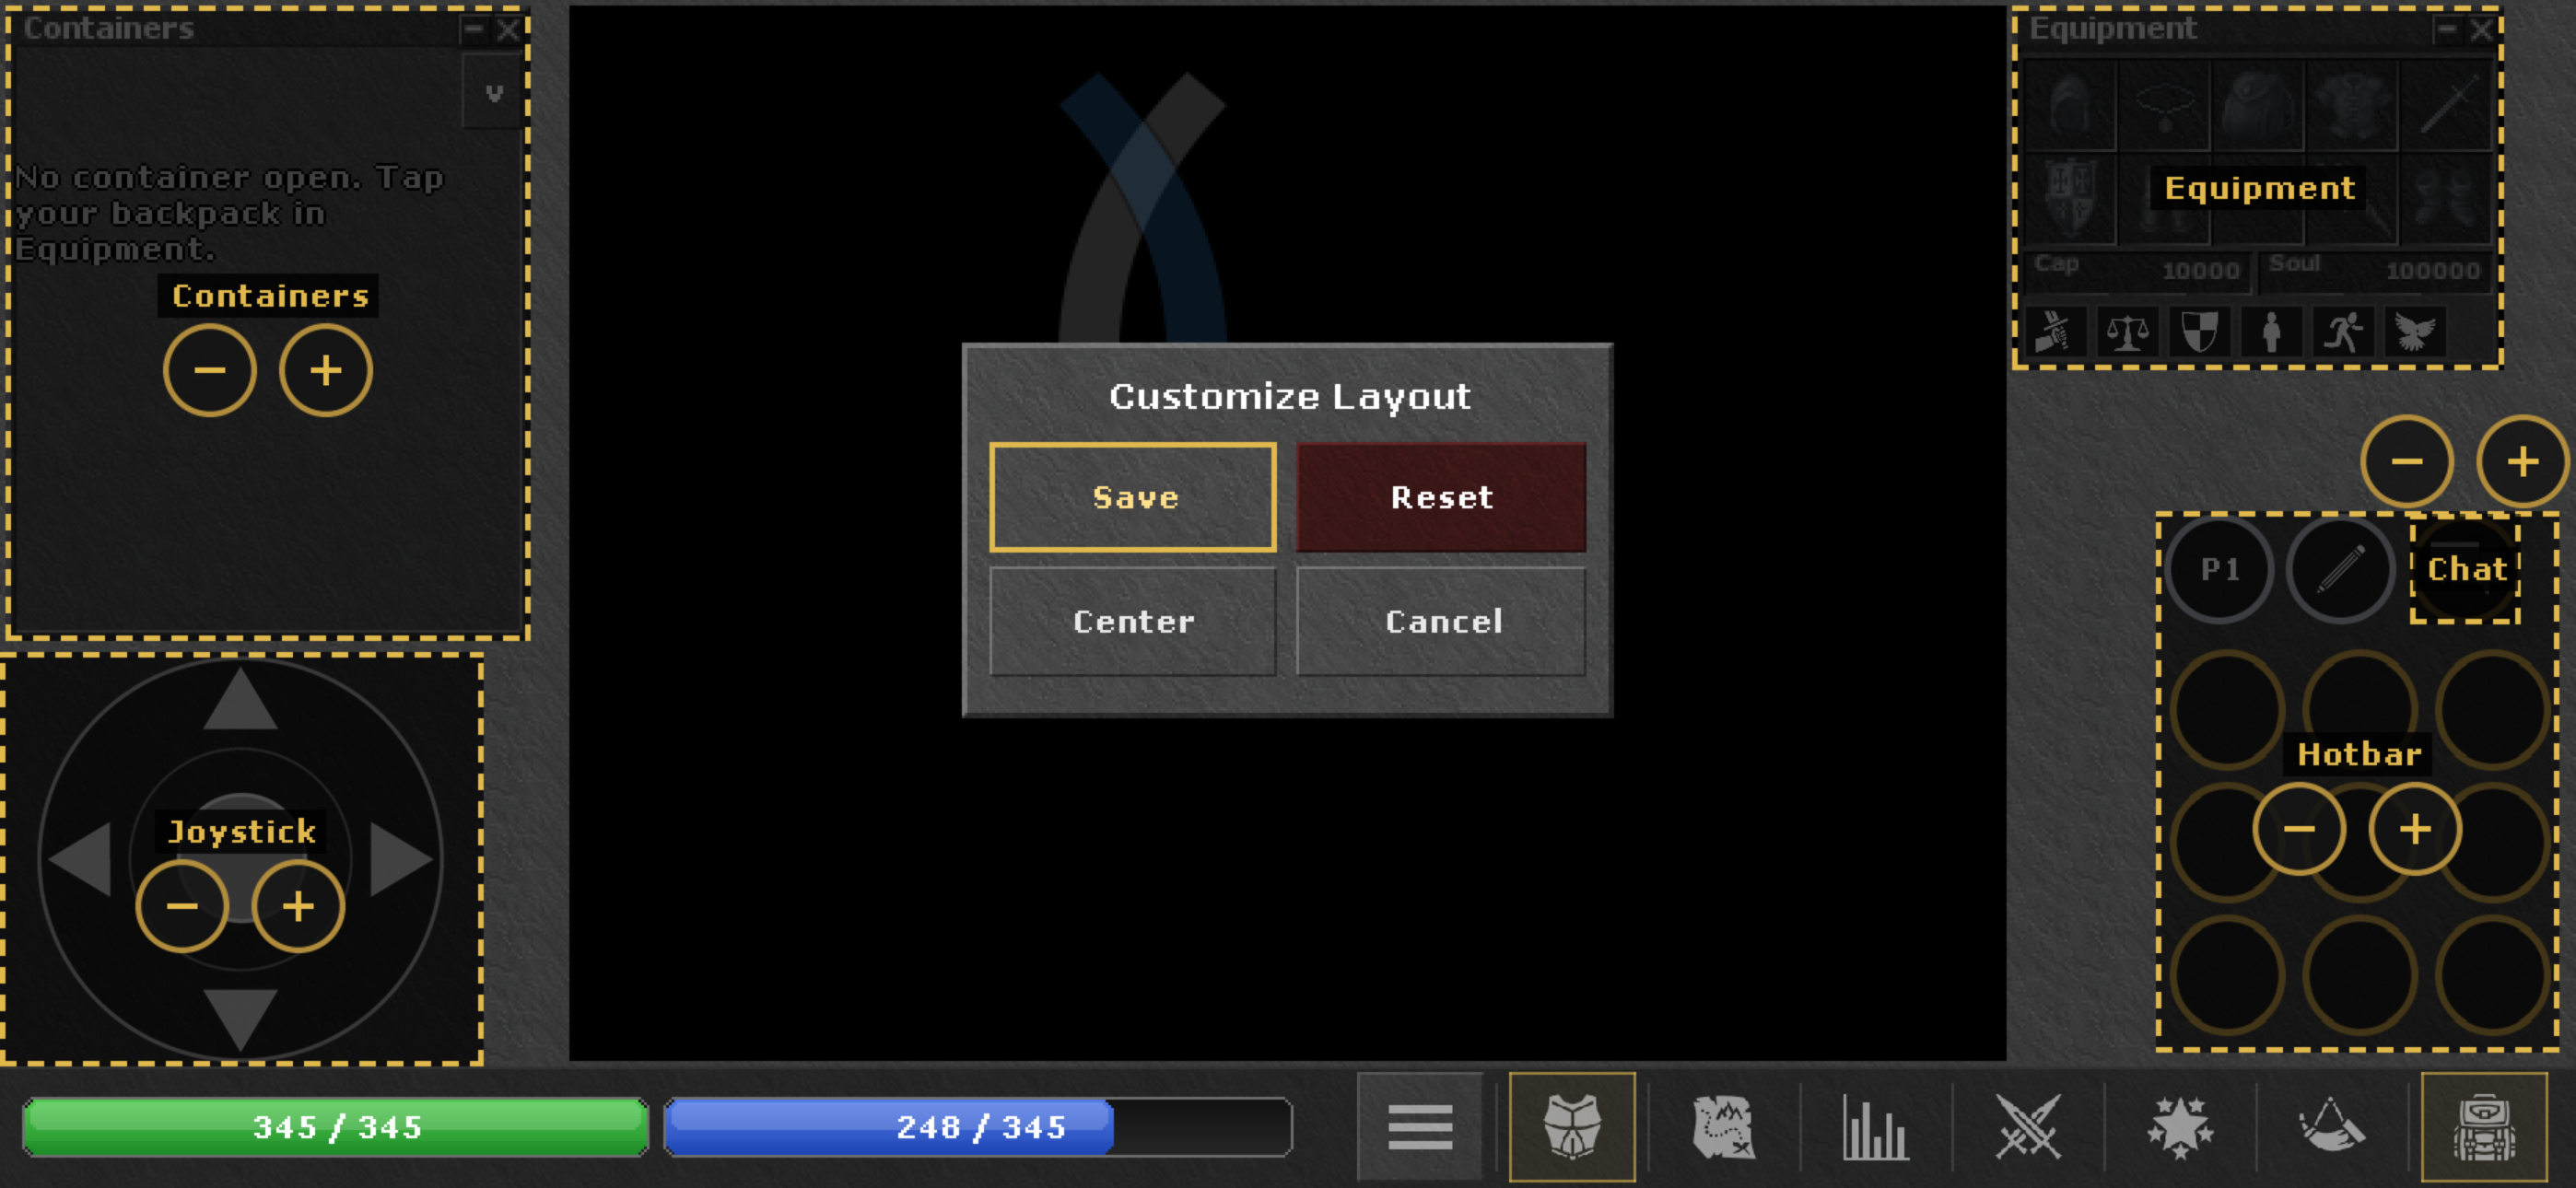 Containers
v
No container open. Tap
your backpack in
Equipment.
Containers
− +
Joystick
− +
Customize Layout
Save Reset
Center Cancel
Equipment
Equipment
Cap 10000 Soul 100000
− +
P1 Chat
Hotbar
− +
345 / 345 248 / 345